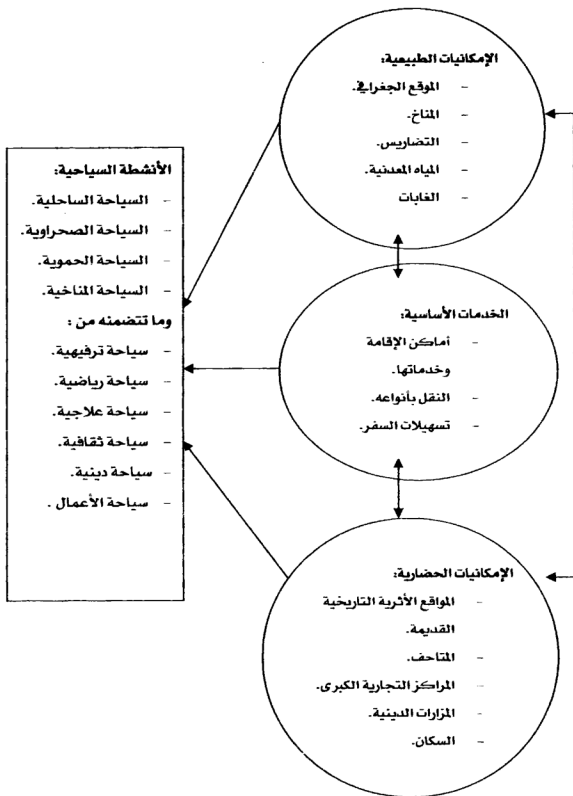 الإمكانيات الطبيعية:
- الموقع الجغرافي.
- المناخ.
- التضاريس.
- المياه المعدنية.
- الغابات
الأنشطة السياحية:
- السياحة الساحلية.
- السياحة الصحراوية.
- السياحة الحموية.
- السياحة المناخية.
وما تتضمنه من :
- سياحة ترفيهية.
- سياحة رياضية.
- سياحة علاجية.
- سياحة ثقافية.
- سياحة دينية.
- سياحة الأعمال .
الخدمات الأساسية:
- أماكن الإقامة
وخدماتها.
- النقل بأنواعه.
- تسهيلات السفر.
الإمكانيات الحضارية:
- المواقع الأثرية التاريخية
القديمة.
- المتاحف.
- المراكز التجارية الكبرى.
- المزارات الدينية.
- السكان.